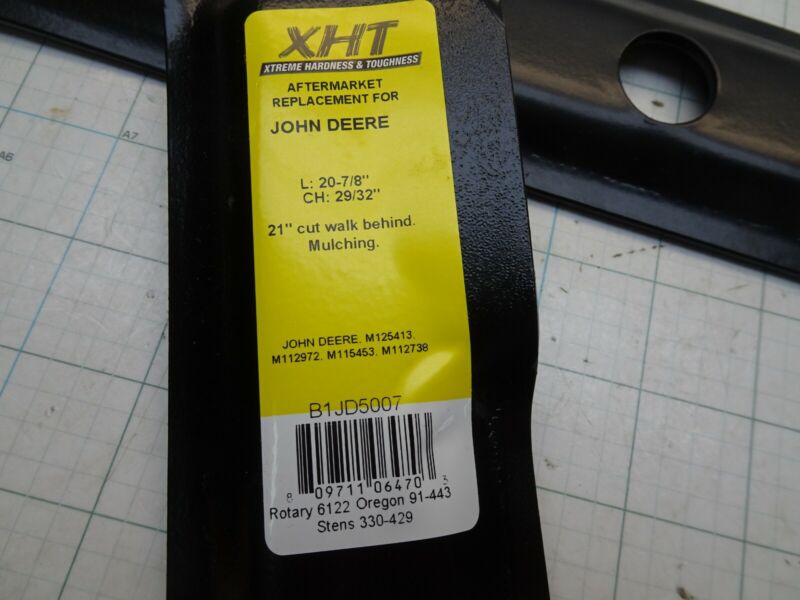 XHT
XTREME HARDNESS & TOUGHNESS
AFTERMARKET
REPLACEMENT FOR
JOHN DEERE
L: 20-7/8"
CH: 29/32"
21" cut walk behind.
Mulching.
JOHN DEERE. M125413.
M112972. M115453. M112738
B1JD5007
8 09711 06470 3
Rotary 6122 Oregon 91-443
Stens 330-429
A7
A6